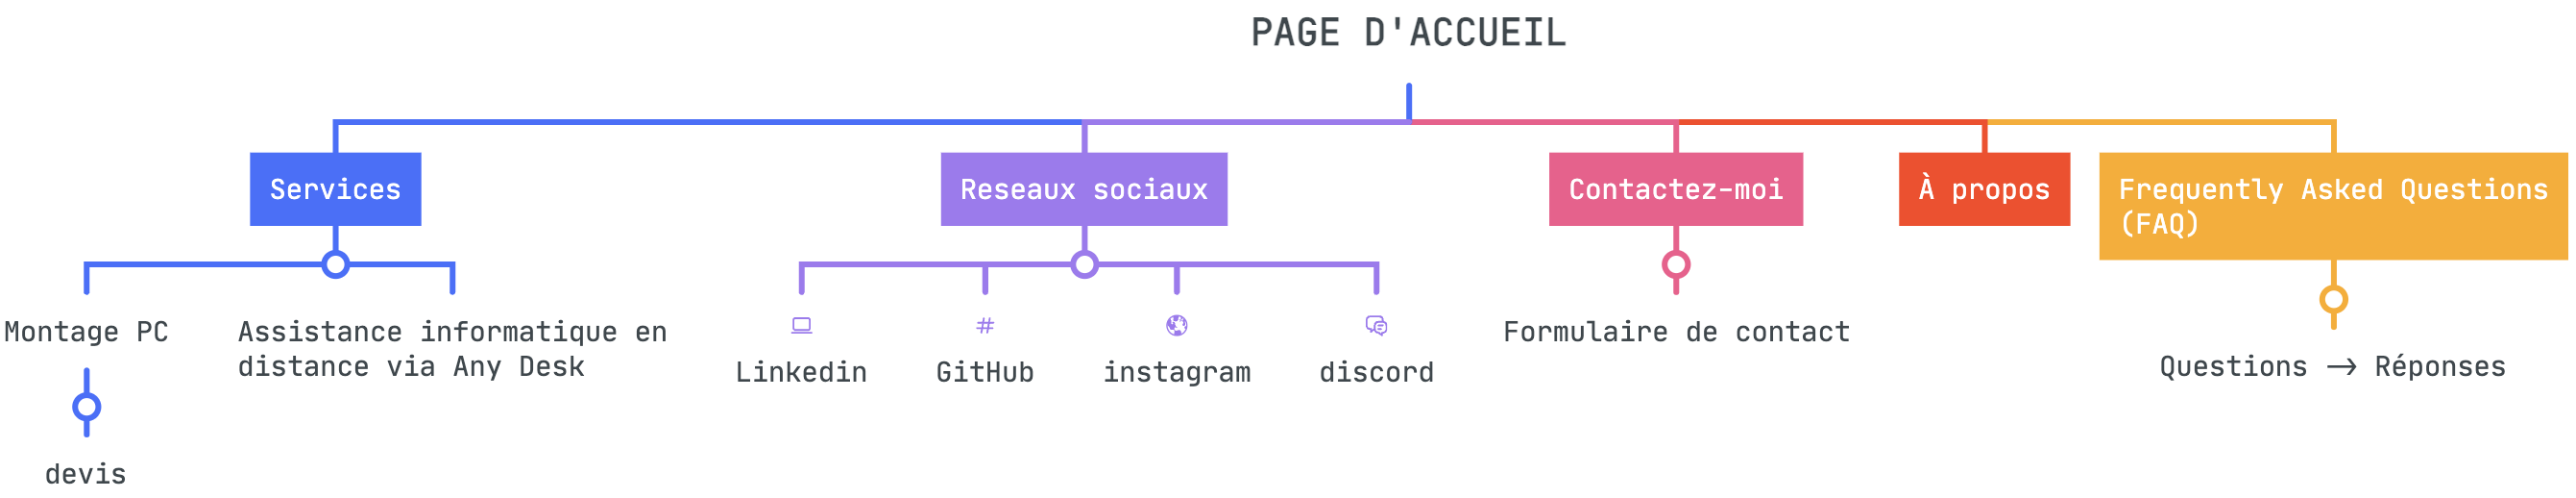 PAGE D'ACCUEIL
Services
Reseaux sociaux
Contactez-moi
À propos
Frequently Asked Questions
(FAQ)
Montage PC
Assistance informatique en
distance via Any Desk
Linkedin
GitHub
instagram
discord
Formulaire de contact
Questions → Réponses
devis